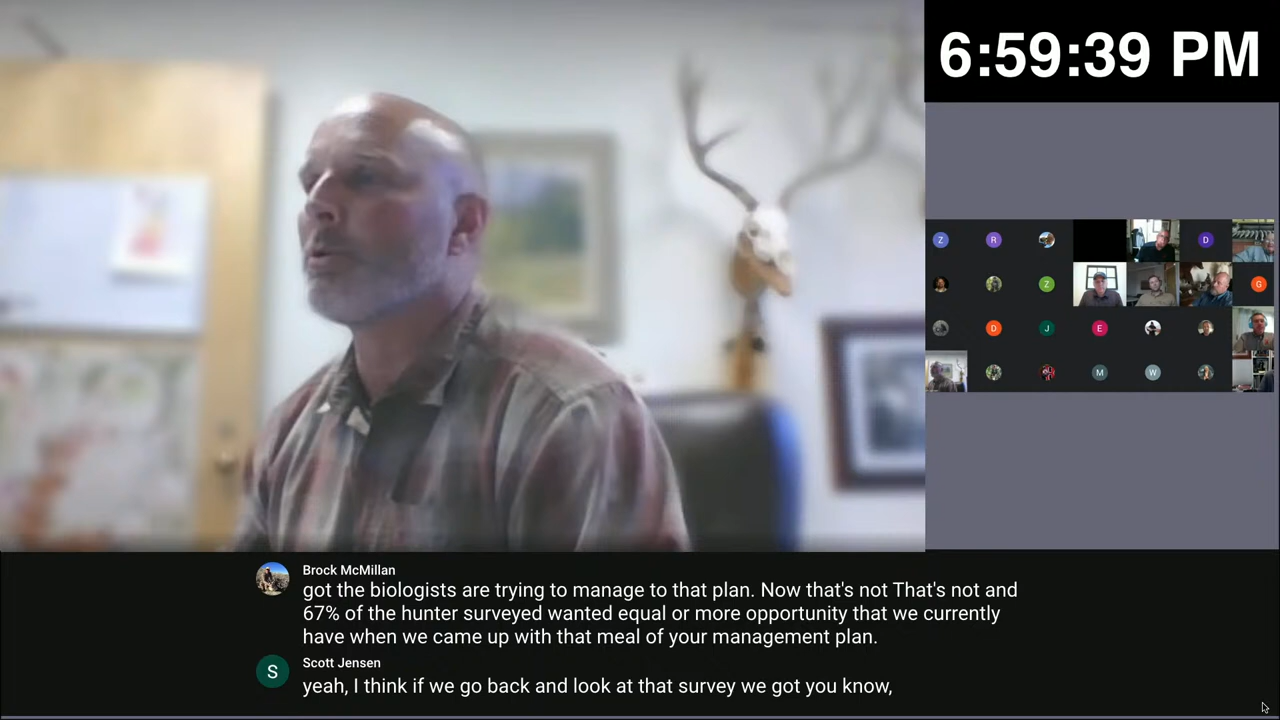 6:59:39 PM
Z
R
D
Z
G
D
J
E
M
W
Brock McMillan
got the biologists are trying to manage to that plan. Now that's not That's not and
67% of the hunter surveyed wanted equal or more opportunity that we currently
have when we came up with that meal of your management plan.
S
Scott Jensen
yeah, I think if we go back and look at that survey we got you know,